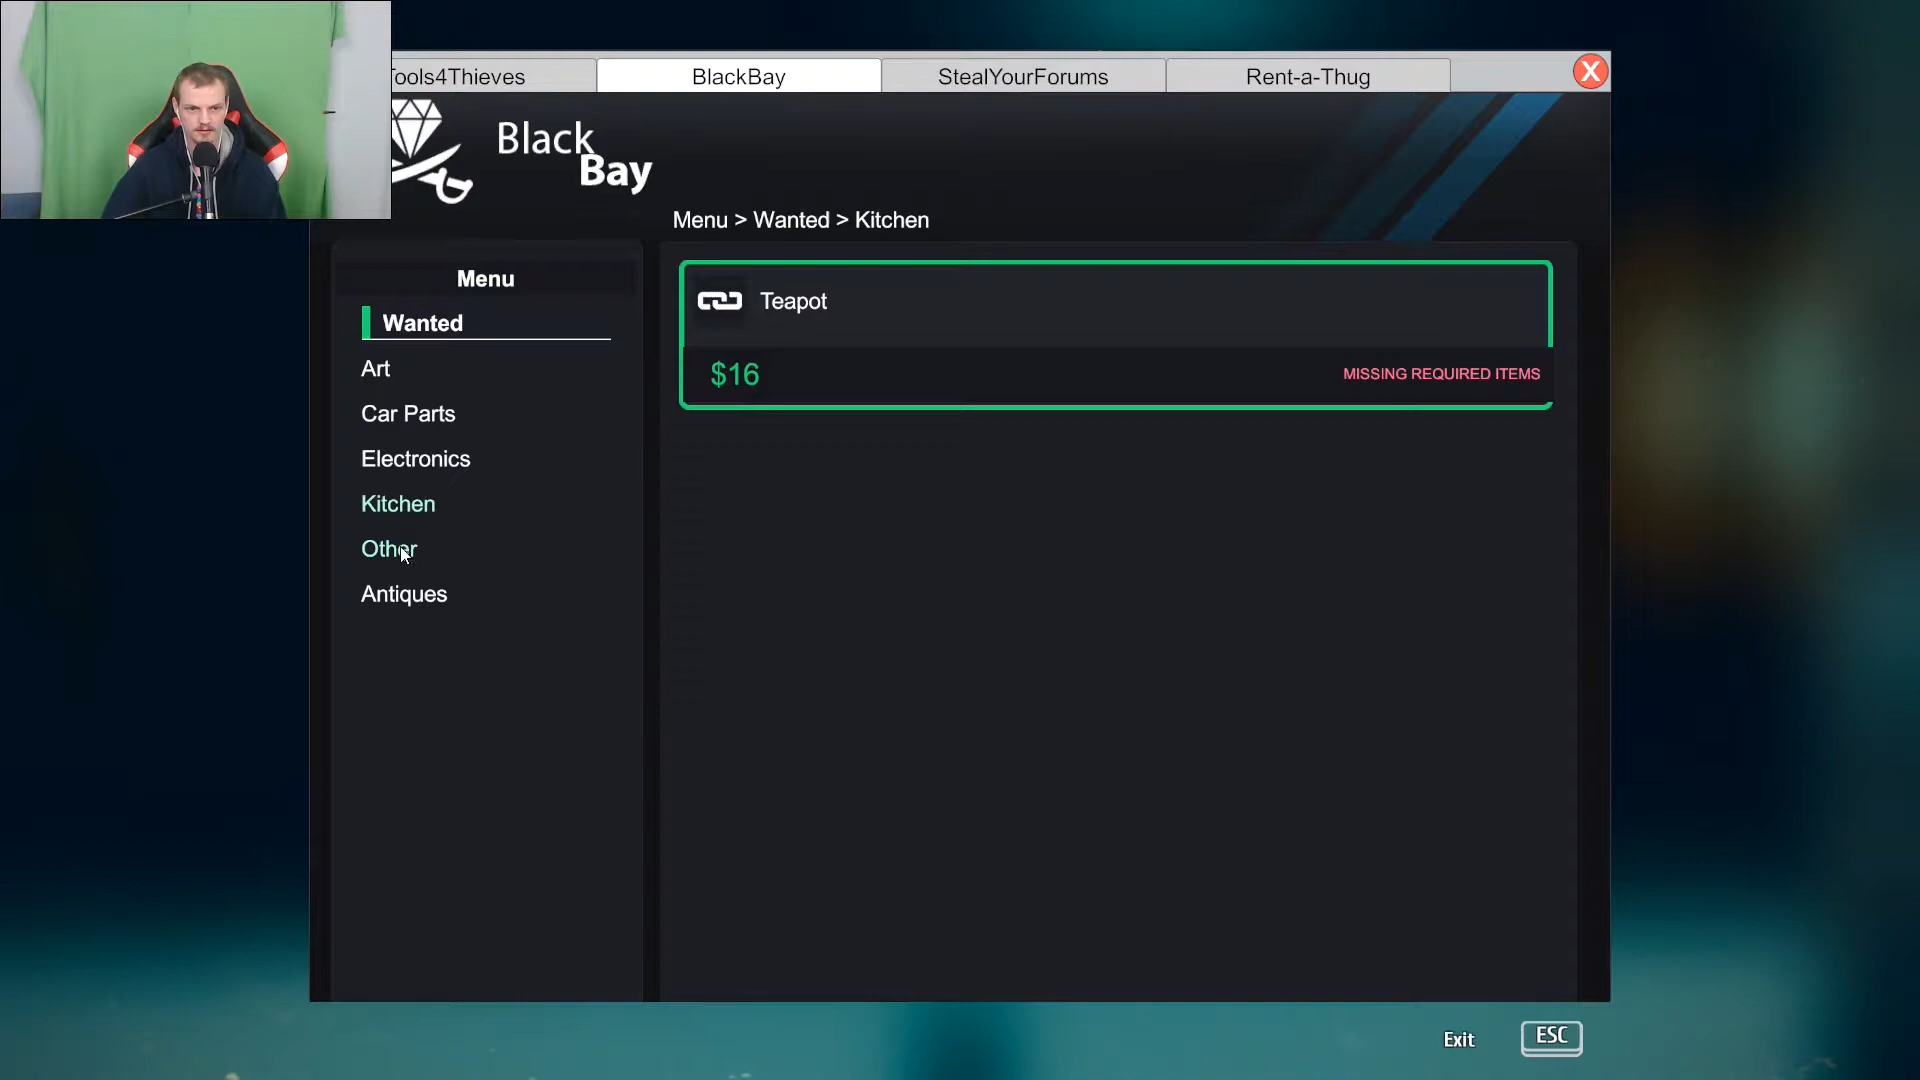 Tools4Thieves
BlackBay
StealYourForums
Rent-a-Thug
X
Black
Bay
Menu > Wanted > Kitchen
Menu
Wanted
Art
Car Parts
Electronics
Kitchen
Other
Antiques
Teapot
$16
MISSING REQUIRED ITEMS
Exit
ESC